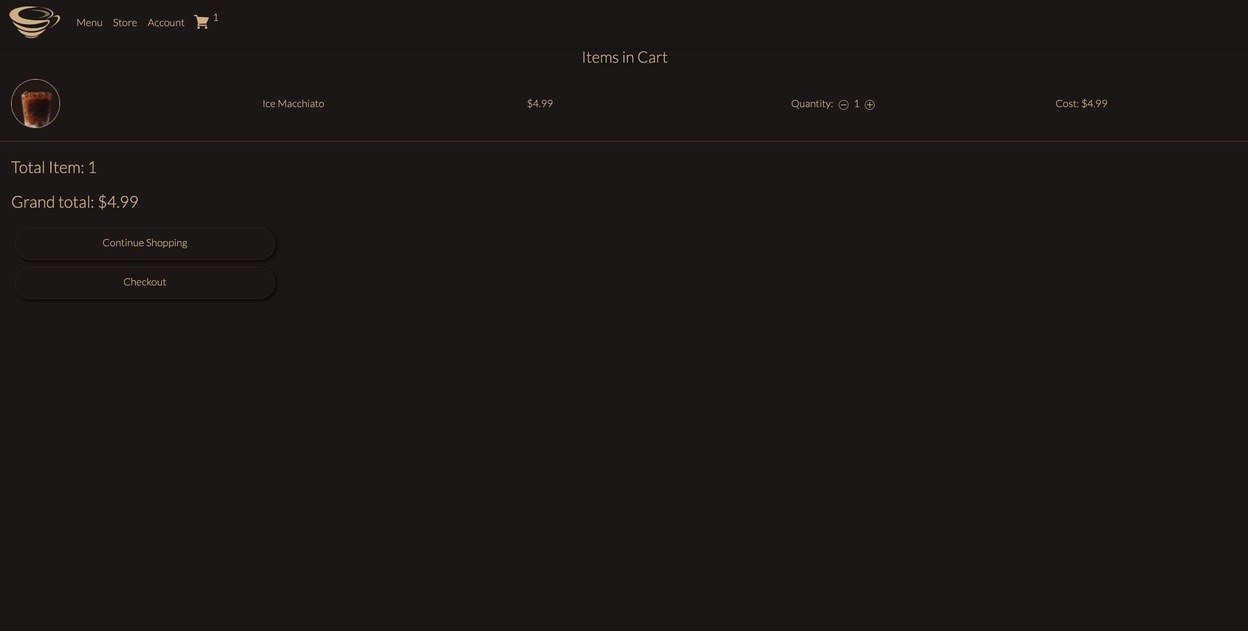 Menu Store Account 1
Items in Cart
Ice Macchiato $4.99 Quantity: 1 Cost: $4.99
Total Item: 1
Grand total: $4.99
Continue Shopping
Checkout